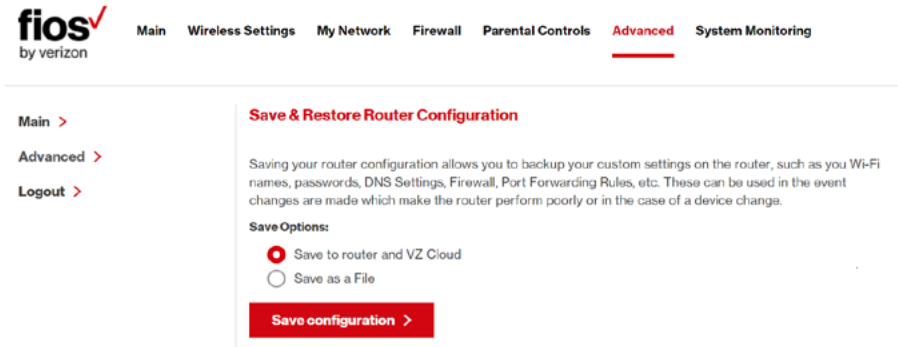 fios
by verizon
Main Wireless Settings My Network Firewall Parental Controls Advanced System Monitoring
Main >
Advanced >
Logout >
Save & Restore Router Configuration
Saving your router configuration allows you to backup your custom settings on the router, such as you Wi-Fi
names, passwords, DNS Settings, Firewall, Port Forwarding Rules, etc. These can be used in the event
changes are made which make the router perform poorly or in the case of a device change.
Save Options:
Save to router and VZ Cloud
Save as a File
Save configuration >